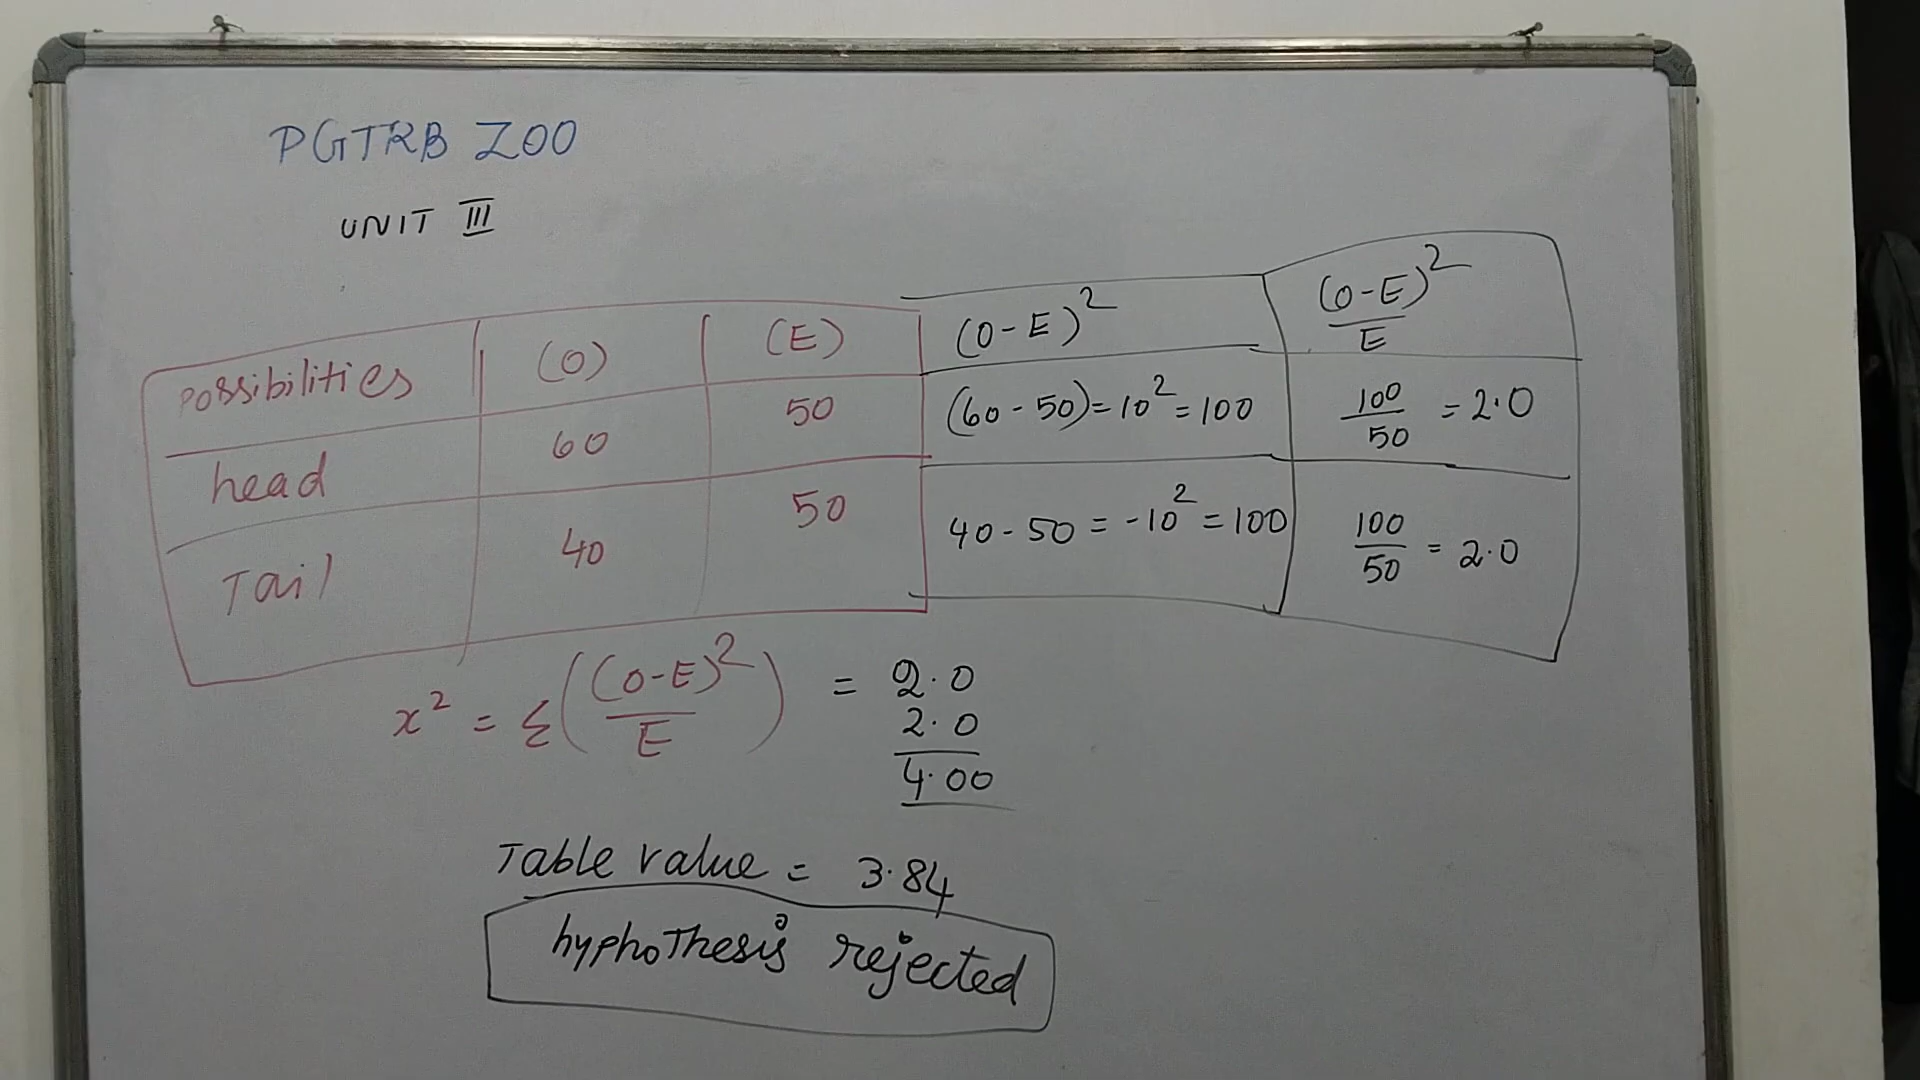 PGTRB ZOO
UNIT III
possibilities (O) (E) (O-E)² (O-E)²/E
head 60 50 (60-50)=10²=100 100/50 = 2.0
Tail 40 50 40-50 = -10² = 100 100/50 = 2.0
x² = Σ((O-E)²/E) = 2.0
2.0
4.00
Table value = 3.84
hyphothesis rejected